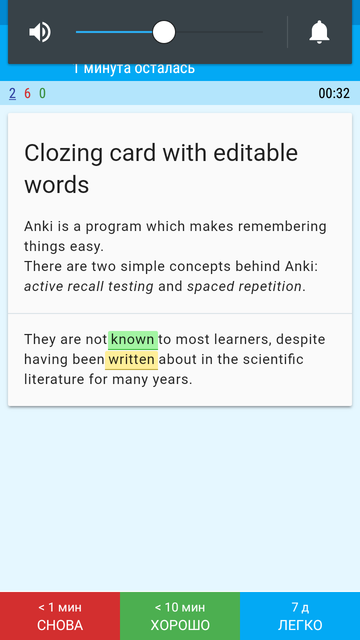 1 минута осталась
2 6 0 00:32
Clozing card with editable
words
Anki is a program which makes remembering
things easy.
There are two simple concepts behind Anki:
active recall testing and spaced repetition.
They are not known to most learners, despite
having been written about in the scientific
literature for many years.
< 1 мин < 10 мин 7 д
СНОВА ХОРОШО ЛЕГКО